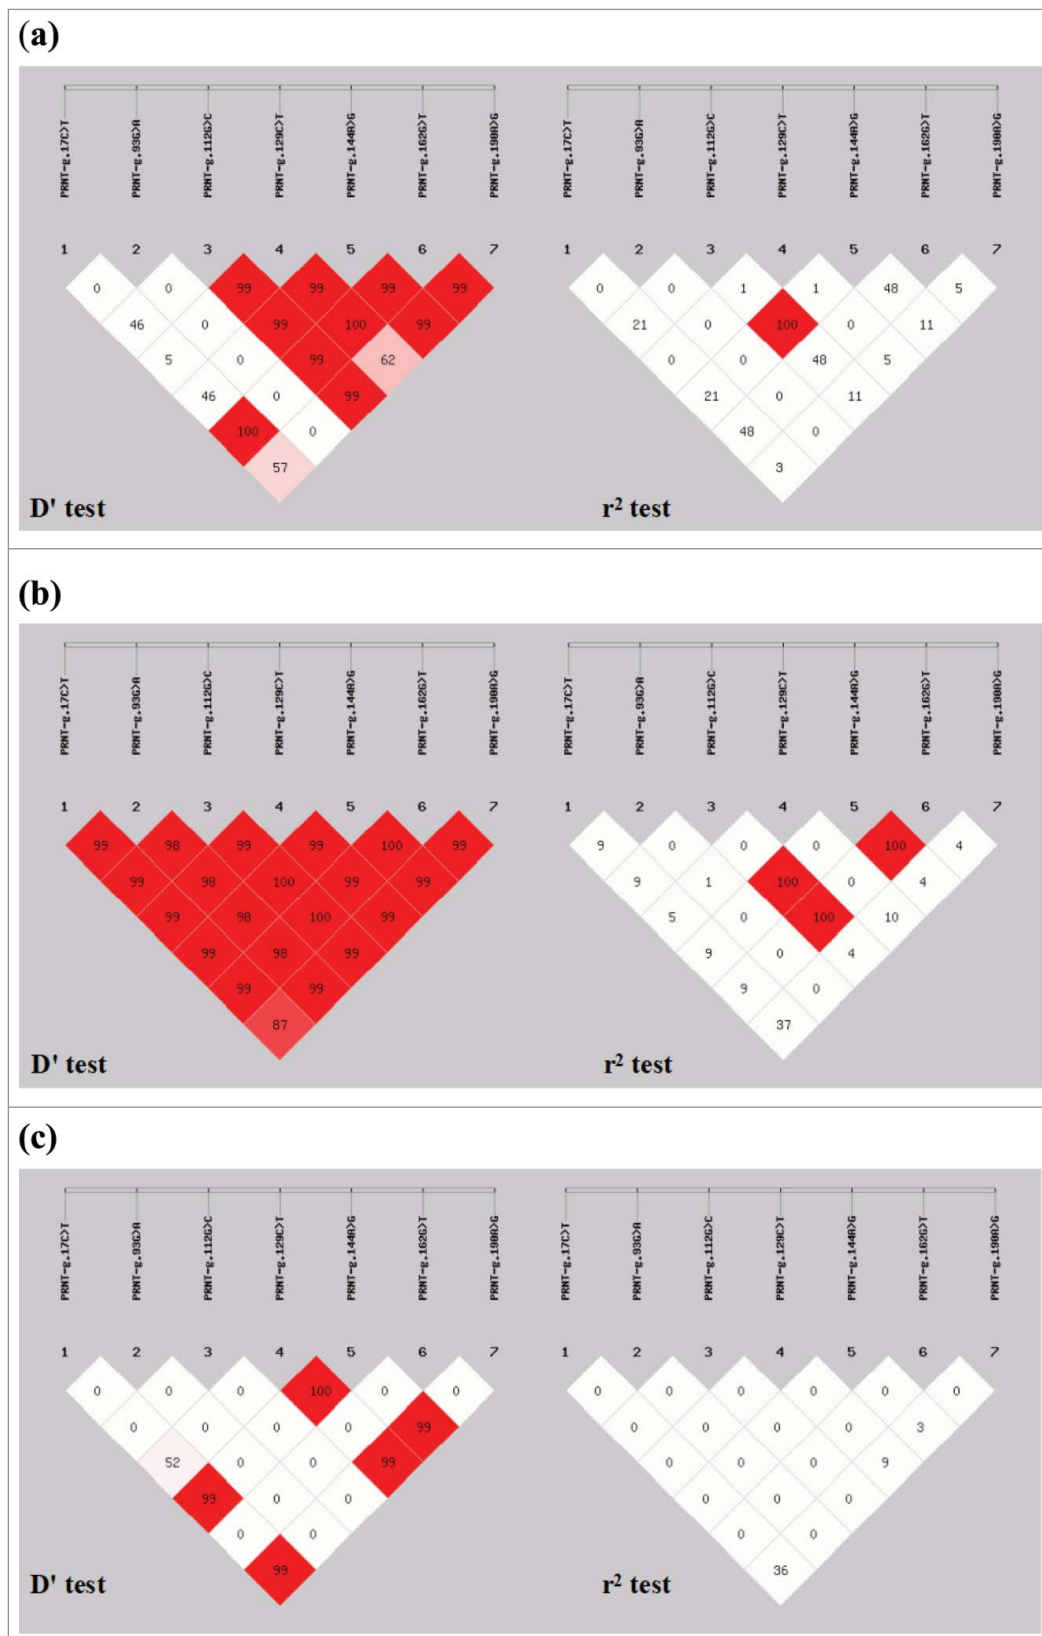 (a)
PRNT-c.17C>T PRNT-c.93G>A PRNT-c.112G>C PRNT-c.129C>T PRNT-c.144A>G PRNT-c.162G>T PRNT- PRNT-c.17C>T PRNT-c.93G>A PRNT-c.112G>C PRNT-c.129C>T PRNT-c.144A>G PRNT-c.162G>T PRNT-
1 2 3 4 5 6 7 1 2 3 4 5 6 7
0 0 99 99 99 99 0 0 1 1 48 5
46 0 99 100 99 21 0 100 0 11
5 0 99 62 0 0 48 5
46 0 99 21 0 11
100 0 48 0
57 3
D' test r² test
(b)
PRNT-c.17C>T PRNT-c.93G>A PRNT-c.112G>C PRNT-c.129C>T PRNT-c.144A>G PRNT-c.162G>T PRNT- PRNT-c.17C>T PRNT-c.93G>A PRNT-c.112G>C PRNT-c.129C>T PRNT-c.144A>G PRNT-c.162G>T PRNT-
1 2 3 4 5 6 7 1 2 3 4 5 6 7
99 98 99 99 100 99 9 0 0 0 100 4
99 98 100 99 99 9 1 100 0 4
99 98 100 99 5 0 100 10
99 98 99 9 0 4
99 99 9 0
87 37
D' test r² test
(c)
PRNT-c.17C>T PRNT-c.93G>A PRNT-c.112G>C PRNT-c.129C>T PRNT-c.144A>G PRNT-c.162G>T PRNT- PRNT-c.17C>T PRNT-c.93G>A PRNT-c.112G>C PRNT-c.129C>T PRNT-c.144A>G PRNT-c.162G>T PRNT-
1 2 3 4 5 6 7 1 2 3 4 5 6 7
0 0 0 100 0 0 0 0 0 0 0 0
0 0 0 0 99 0 0 0 0 3
52 0 0 99 0 0 0 9
99 0 0 0 0 0
0 0 0 0
99 36
D' test r² test